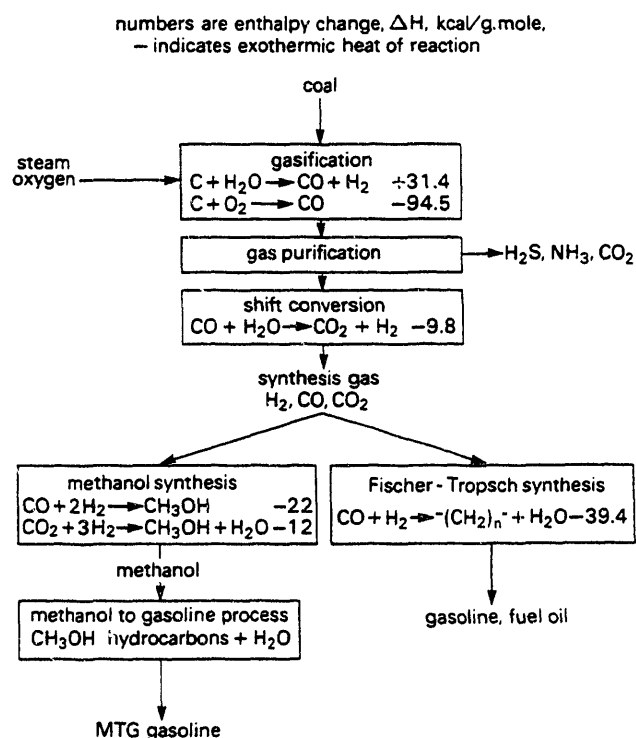 numbers are enthalpy change, ΔH, kcal/g.mole,
— indicates exothermic heat of reaction
coal
steam
oxygen
gasification
C + H₂O → CO + H₂ ÷31.4
C + O₂ → CO −94.5
gas purification
H₂S, NH₃, CO₂
shift conversion
CO + H₂O → CO₂ + H₂ −9.8
synthesis gas
H₂, CO, CO₂
methanol synthesis
CO + 2H₂ → CH₃OH −22
CO₂ + 3H₂ → CH₃OH + H₂O −12
Fischer - Tropsch synthesis
CO + H₂ → ⁻(CH₂)ₙ⁻ + H₂O −39.4
methanol
methanol to gasoline process
CH₃OH hydrocarbons + H₂O
gasoline, fuel oil
MTG gasoline